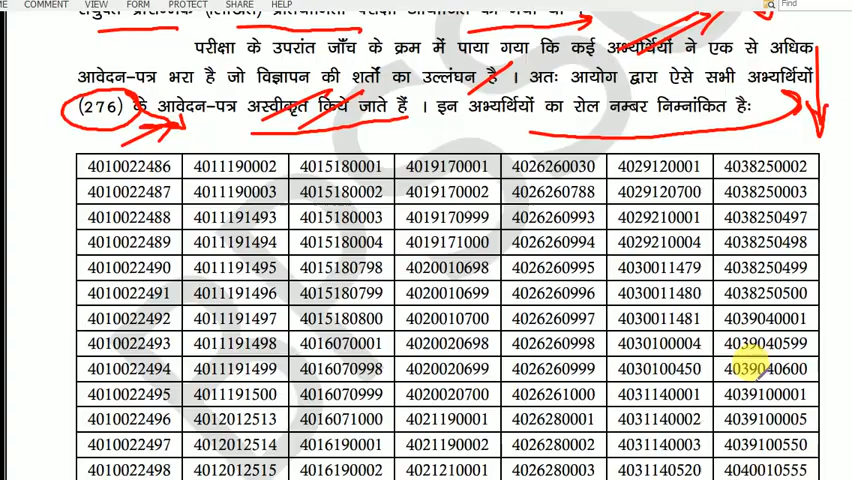 ME COMMENT VIEW FORM PROTECT SHARE HELP Find
संयुक्त प्रारम्भिक (लिखित) प्रतियोगिता परीक्षा आयोजित की गयी थी ।
परीक्षा के उपरांत जाँच के क्रम में पाया गया कि कई अभ्यर्थियों ने एक से अधिक
आवेदन-पत्र भरा है जो विज्ञापन की शर्तों का उल्लंघन है । अतः आयोग द्वारा ऐसे सभी अभ्यर्थियों
(276) के आवेदन-पत्र अस्वीकृत किये जाते हैं । इन अभ्यर्थियों का रोल नम्बर निम्नांकित हैः
4010022486 4011190002 4015180001 4019170001 4026260030 4029120001 4038250002
4010022487 4011190003 4015180002 4019170002 4026260788 4029120700 4038250003
4010022488 4011191493 4015180003 4019170999 4026260993 4029210001 4038250497
4010022489 4011191494 4015180004 4019171000 4026260994 4029210004 4038250498
4010022490 4011191495 4015180798 4020010698 4026260995 4030011479 4038250499
4010022491 4011191496 4015180799 4020010699 4026260996 4030011480 4038250500
4010022492 4011191497 4015180800 4020010700 4026260997 4030011481 4039040001
4010022493 4011191498 4016070001 4020020698 4026260998 4030100004 4039040599
4010022494 4011191499 4016070998 4020020699 4026260999 4030100450 4039040600
4010022495 4011191500 4016070999 4020020700 4026261000 4031140001 4039100001
4010022496 4012012513 4016071000 4021190001 4026280001 4031140002 4039100005
4010022497 4012012514 4016190001 4021190002 4026280002 4031140003 4039100550
4010022498 4012012515 4016190002 4021210001 4026280003 4031140520 4040010555